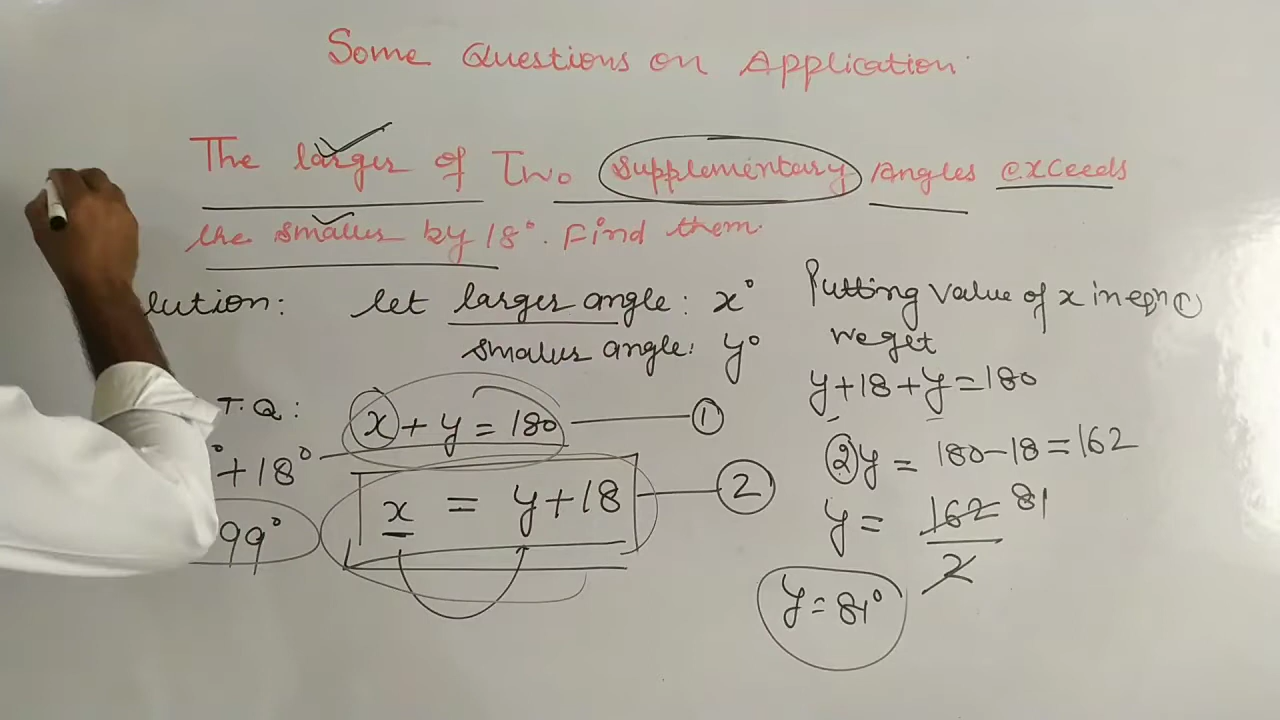 Some Questions on Application.
The larger of Two Supplementary Angles exceeds
the smaller by 18°. Find them.
lution: let larger angle: x°
smaller angle: y°
T.Q: x + y = 180 ① 
° + 18°
x = y + 18 ②
99°
Putting value of x in eqn ①
we get
y + 18 + y = 180
2y = 180 - 18 = 162
y = 162 81
2
y = 81°